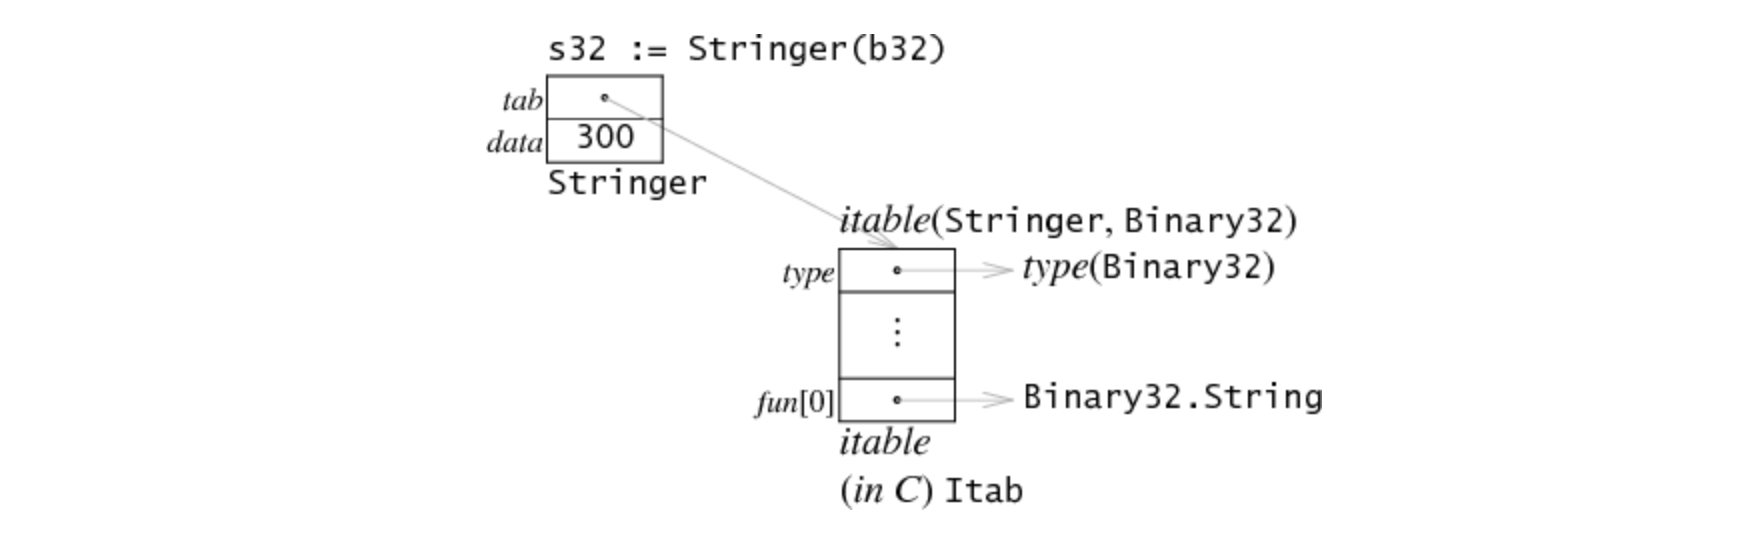 s32 := Stringer(b32)
tab
data 300
Stringer
itable(Stringer, Binary32)
type type(Binary32)
fun[0] Binary32.String
itable
(in C) Itab